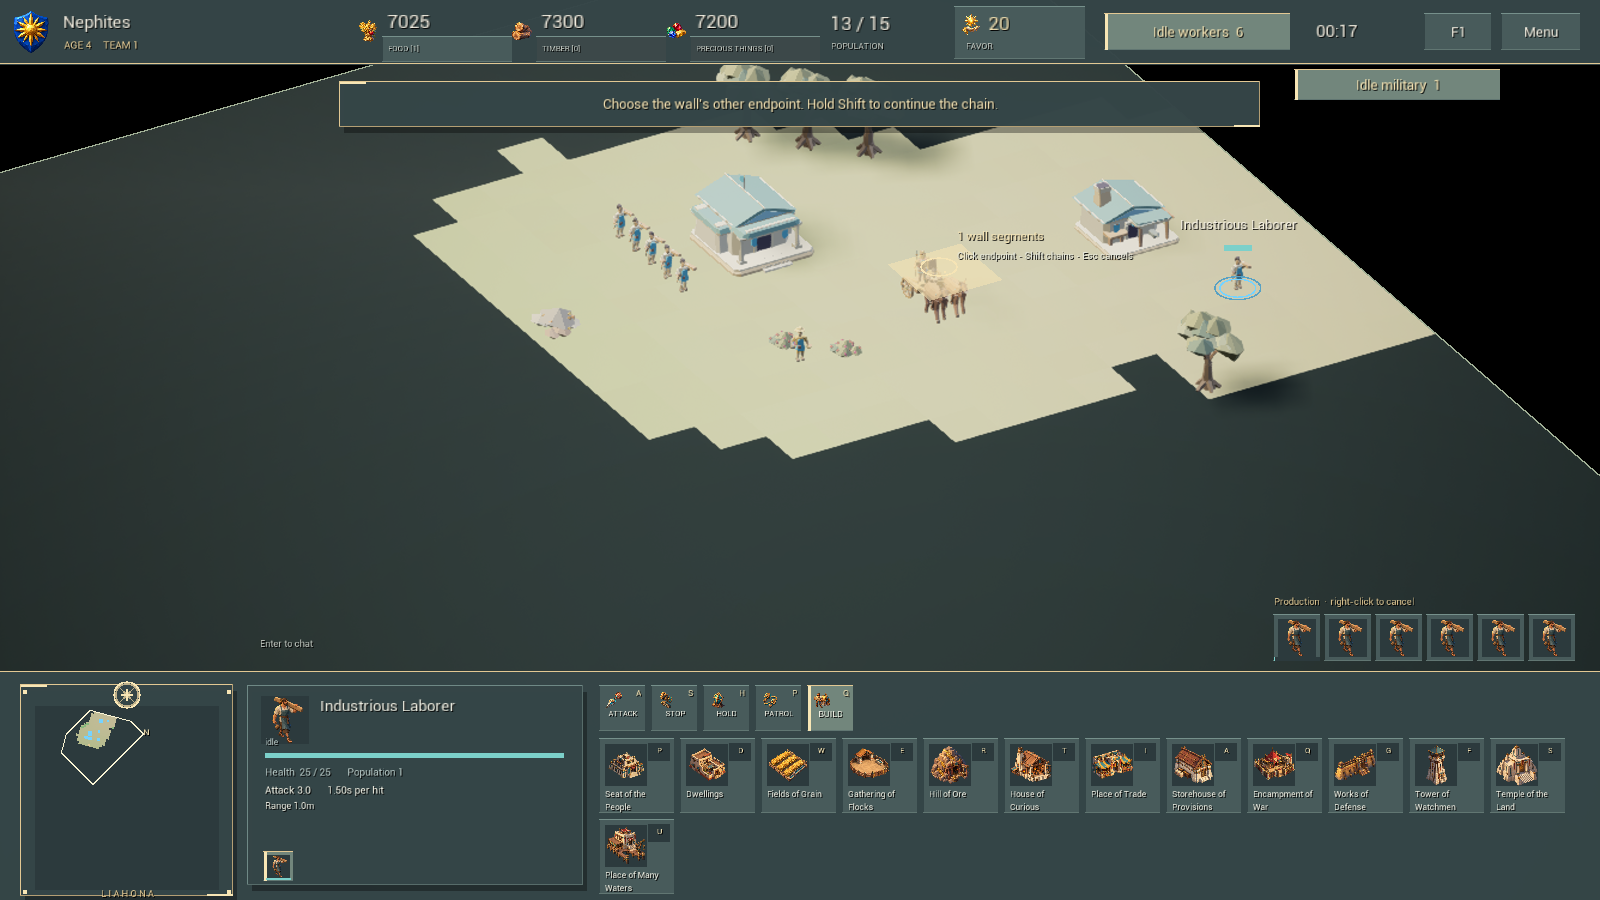 Nephites
AGE 4 TEAM 1
7025
FOOD [1]
7300
TIMBER [0]
7200
PRECIOUS THINGS [0]
13 / 15
POPULATION
20
FAVOR
Idle workers 6
00:17
F1
Menu
Idle military 1
Choose the wall's other endpoint. Hold Shift to continue the chain.
Industrious Laborer
1 wall segments
Click endpoint - Shift chains - Esc cancels
Production · right-click to cancel
Enter to chat
N
LIAHONA
Industrious Laborer
idle
Health 25 / 25 Population 1
Attack 3.0 1.50s per hit
Range 1.0m
A
ATTACK
S
STOP
H
HOLD
P
PATROL
Q
BUILD
P
Seat of the
People
D
Dwellings
W
Fields of Grain
E
Gathering of
Flocks
R
Hill of Ore
T
House of
Curious
I
Place of Trade
A
Storehouse of
Provisions
Q
Encampment of
War
G
Works of
Defense
F
Tower of
Watchmen
S
Temple of the
Land
U
Place of Many
Waters